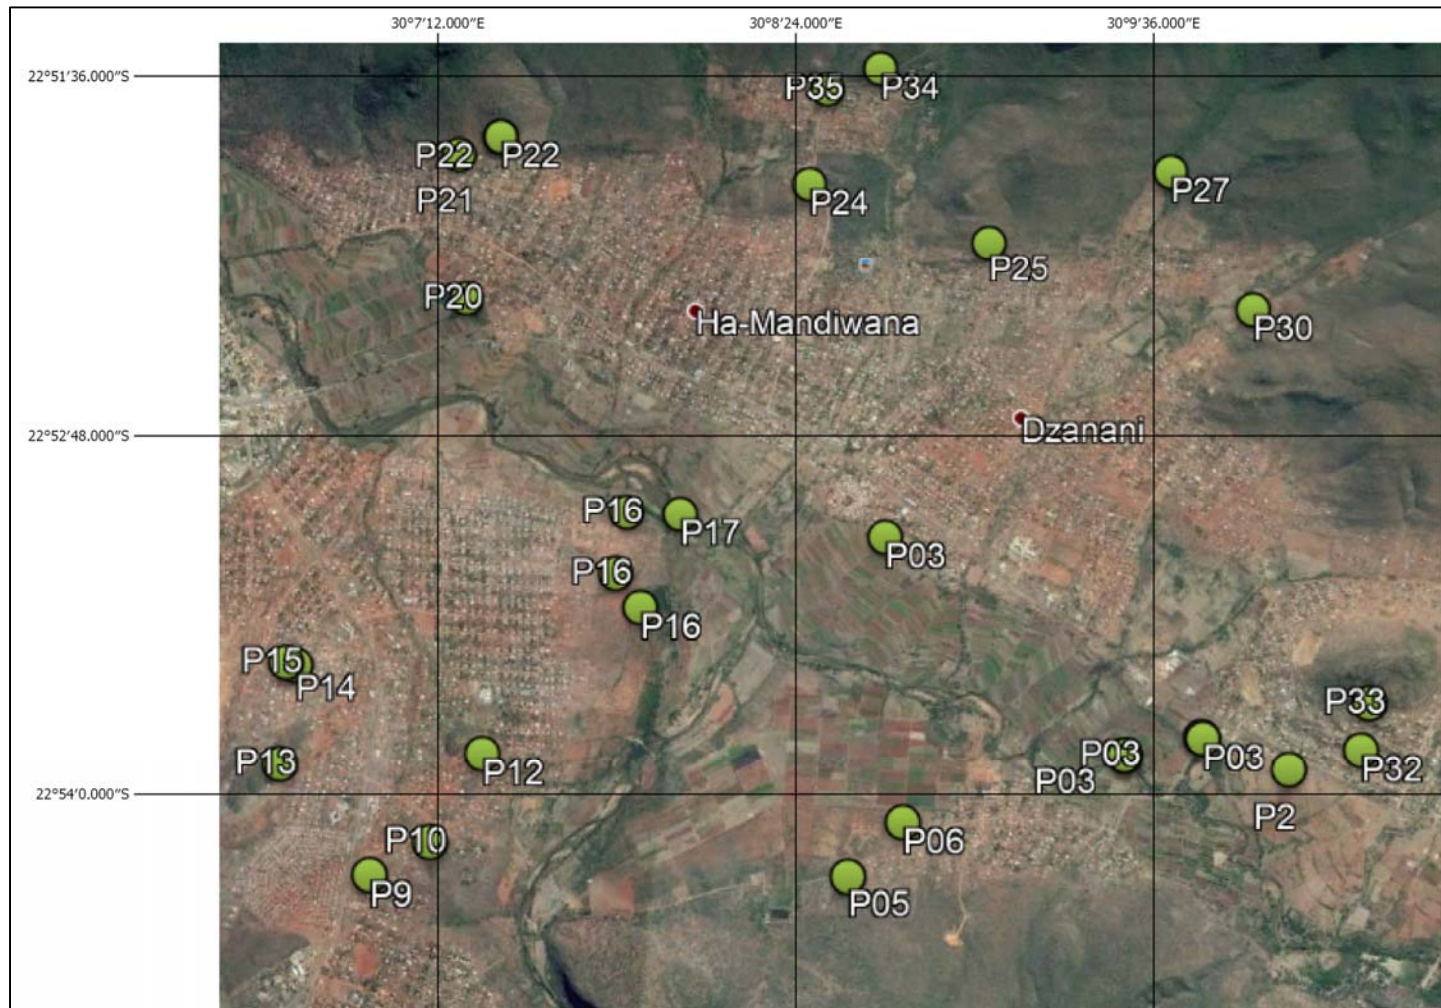 30°7'12.000"E
30°8'24.000"E
30°9'36.000"E
22°51'36.000"S
P35
P34
P22
P22
P21
P24
P27
P25
P20
Ha-Mandiwana
P30
22°52'48.000"S
Dzanani
P16
P17
P03
P16
P16
P15
P14
P33
P13
P12
P03
P03
P03
P32
22°54'0.000"S
P2
P10
P06
P9
P05